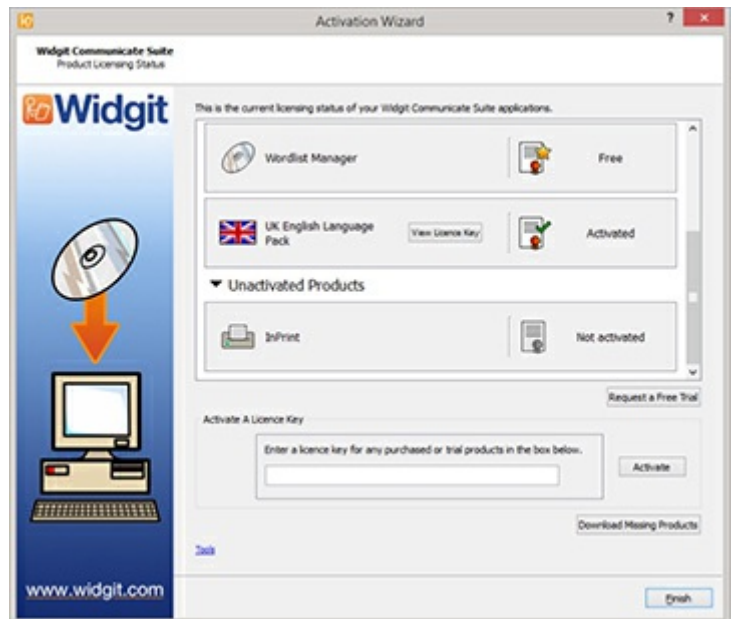 Activation Wizard
?
Widgit Communicate Suite
Product Licensing Status
Widgit
This is the current licensing status of your Widgit Communicate Suite applications.
Wordlist Manager
Free
UK English Language
Pack
View Licence Key
Activated
Unactivated Products
InPrint
Not activated
Request a Free Trial
Activate A Licence Key
Enter a licence key for any purchased or trial products in the box below.
Activate
Download Missing Products
Tools
www.widgit.com
Finish